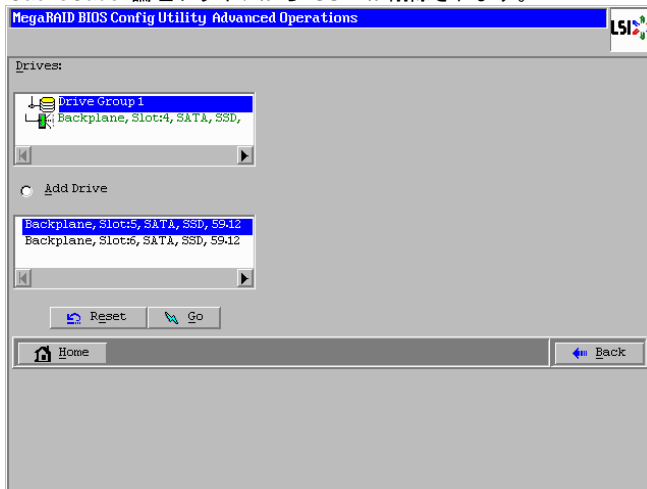 MegaRAID BIOS Config Utility Advanced Operations
LSI
Drives:
Drive Group 1
Backplane, Slot:4, SATA, SSD,
Add Drive
Backplane, Slot:5, SATA, SSD, 59.12
Backplane, Slot:6, SATA, SSD, 59.12
Reset
Go
Home
Back